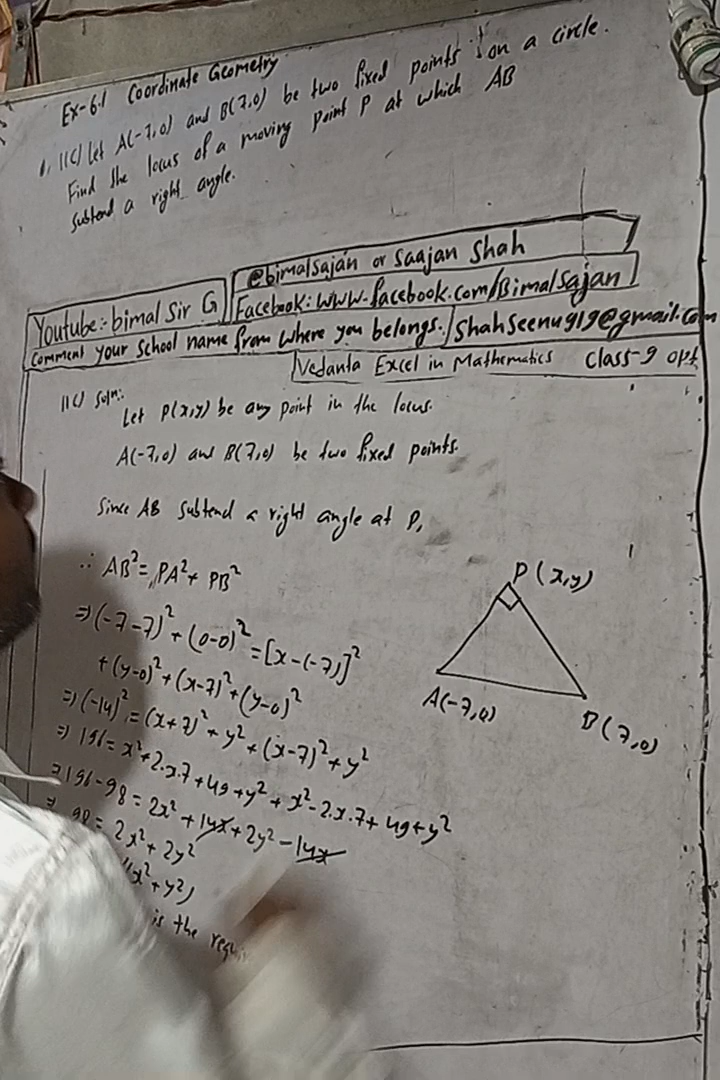 Ex-6.1 Coordinate Geometry
1. 11(c) let A(-7,0) and B(7,0) be two fixed points on a circle.
Find the locus of a moving point P at which AB
subtend a right angle.
@bimalsajan or Saajan Shah
Youtube:- bimal Sir G
Facebook: www.facebook.com/Bimalsajan
Comment your School name from where you belongs.
Shahseenu919@gmail.com
Vedanta Excel in Mathematics Class-9 opt
11(c) Soln:
Let P(x,y) be any point in the locus.
A(-7,0) and B(7,0) be two fixed points.
Since AB subtend a right angle at P,
∴ AB² = PA² + PB²
⇒ (-7-7)² + (0-0)² = [x-(-7)]²
+ (y-0)² + (x-7)² + (y-0)²
⇒ (-14)² = (x+7)² + y² + (x-7)² + y²
⇒ 196 = x² + 2.x.7 + 49 + y² + x² - 2.x.7 + 49 + y²
⇒ 196-98 = 2x² + 14x + 2y² - 14x
⇒ 98 = 2x² + 2y²
(x² + y²)
is the
P(x,y)
A(-7,0)
B(7,0)